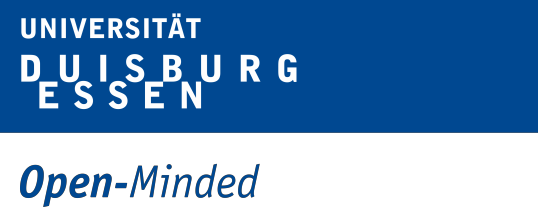 UNIVERSITÄT
DUISBURG
ESSEN
Open-Minded